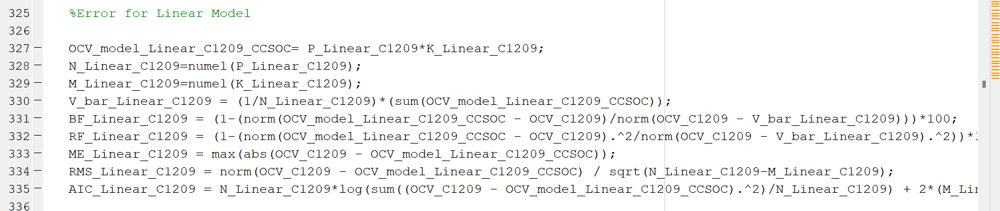 325 %Error for Linear Model
326
327 – OCV_model_Linear_C1209_CCSOC= P_Linear_C1209*K_Linear_C1209;
328 – N_Linear_C1209=numel(P_Linear_C1209);
329 – M_Linear_C1209=numel(K_Linear_C1209);
330 – V_bar_Linear_C1209 = (1/N_Linear_C1209)*(sum(OCV_model_Linear_C1209_CCSOC));
331 – BF_Linear_C1209 = (1-(norm(OCV_model_Linear_C1209_CCSOC - OCV_C1209)/norm(OCV_C1209 - V_bar_Linear_C1209)))*100;
332 – RF_Linear_C1209 = (1-(norm(OCV_model_Linear_C1209_CCSOC - OCV_C1209).^2/norm(OCV_C1209 - V_bar_Linear_C1209).^2))*
333 – ME_Linear_C1209 = max(abs(OCV_C1209 - OCV_model_Linear_C1209_CCSOC));
334 – RMS_Linear_C1209 = norm(OCV_C1209 - OCV_model_Linear_C1209_CCSOC) / sqrt(N_Linear_C1209-M_Linear_C1209);
335 – AIC_Linear_C1209 = N_Linear_C1209*log(sum((OCV_C1209 - OCV_model_Linear_C1209_CCSOC).^2)/N_Linear_C1209) + 2*(M_Lin
336